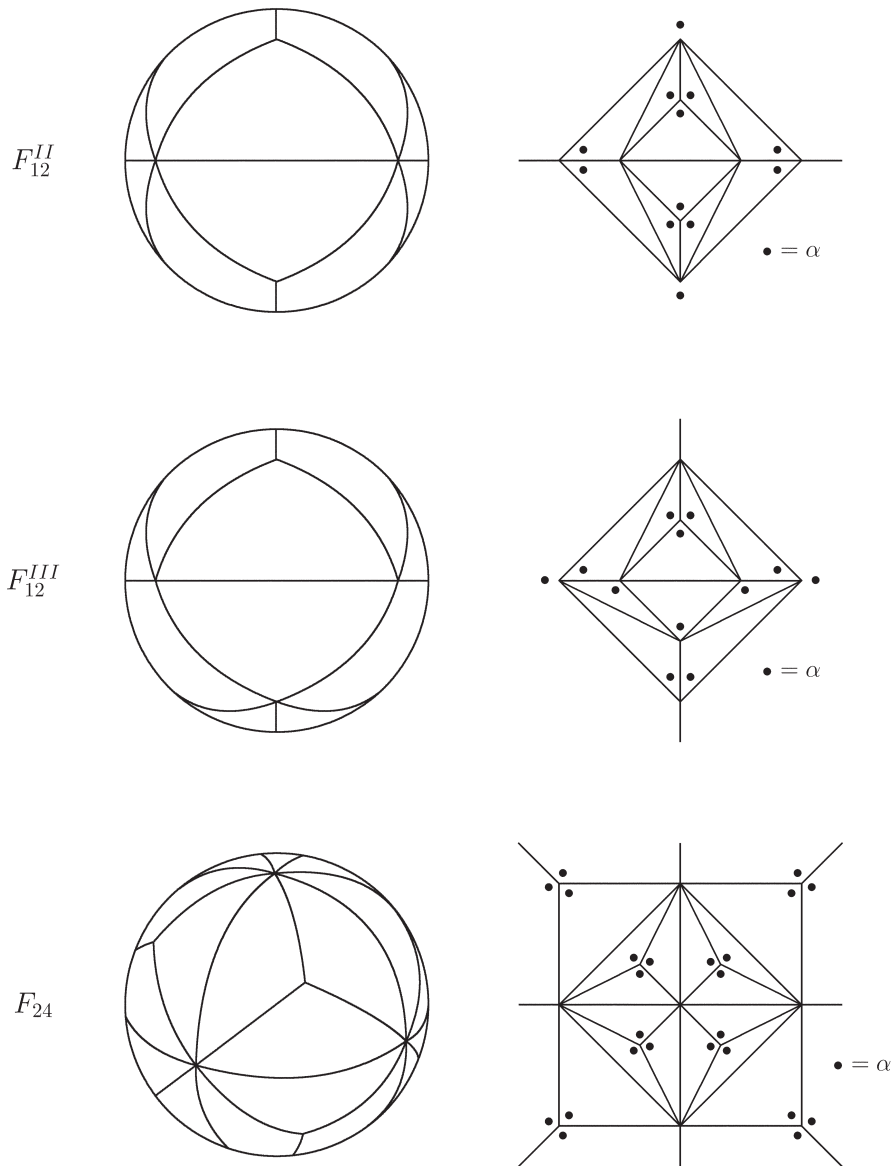 F_{12}^{II}
• = α
F_{12}^{III}
• = α
F_{24}
• = α